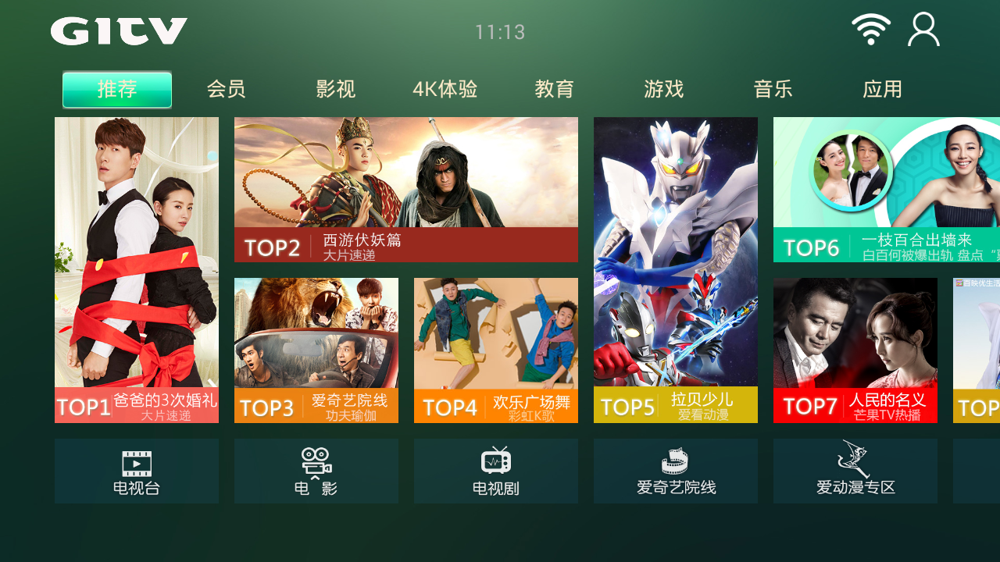 GITV
11:13
推荐
会员
影视
4K体验
教育
游戏
音乐
应用
TOP1
爸爸的3次婚礼
大片速递
TOP2
西游伏妖篇
大片速递
TOP3
爱奇艺院线
功夫瑜伽
TOP4
欢乐广场舞
彩虹K歌
TOP5
拉贝少儿
爱看动漫
TOP6
一枝百合出墙来
白百何被爆出轨 盘点“
TOP7
人民的名义
芒果TV热播
百映优生活
TOP
电视台
电 影
电视剧
爱奇艺院线
爱动漫专区